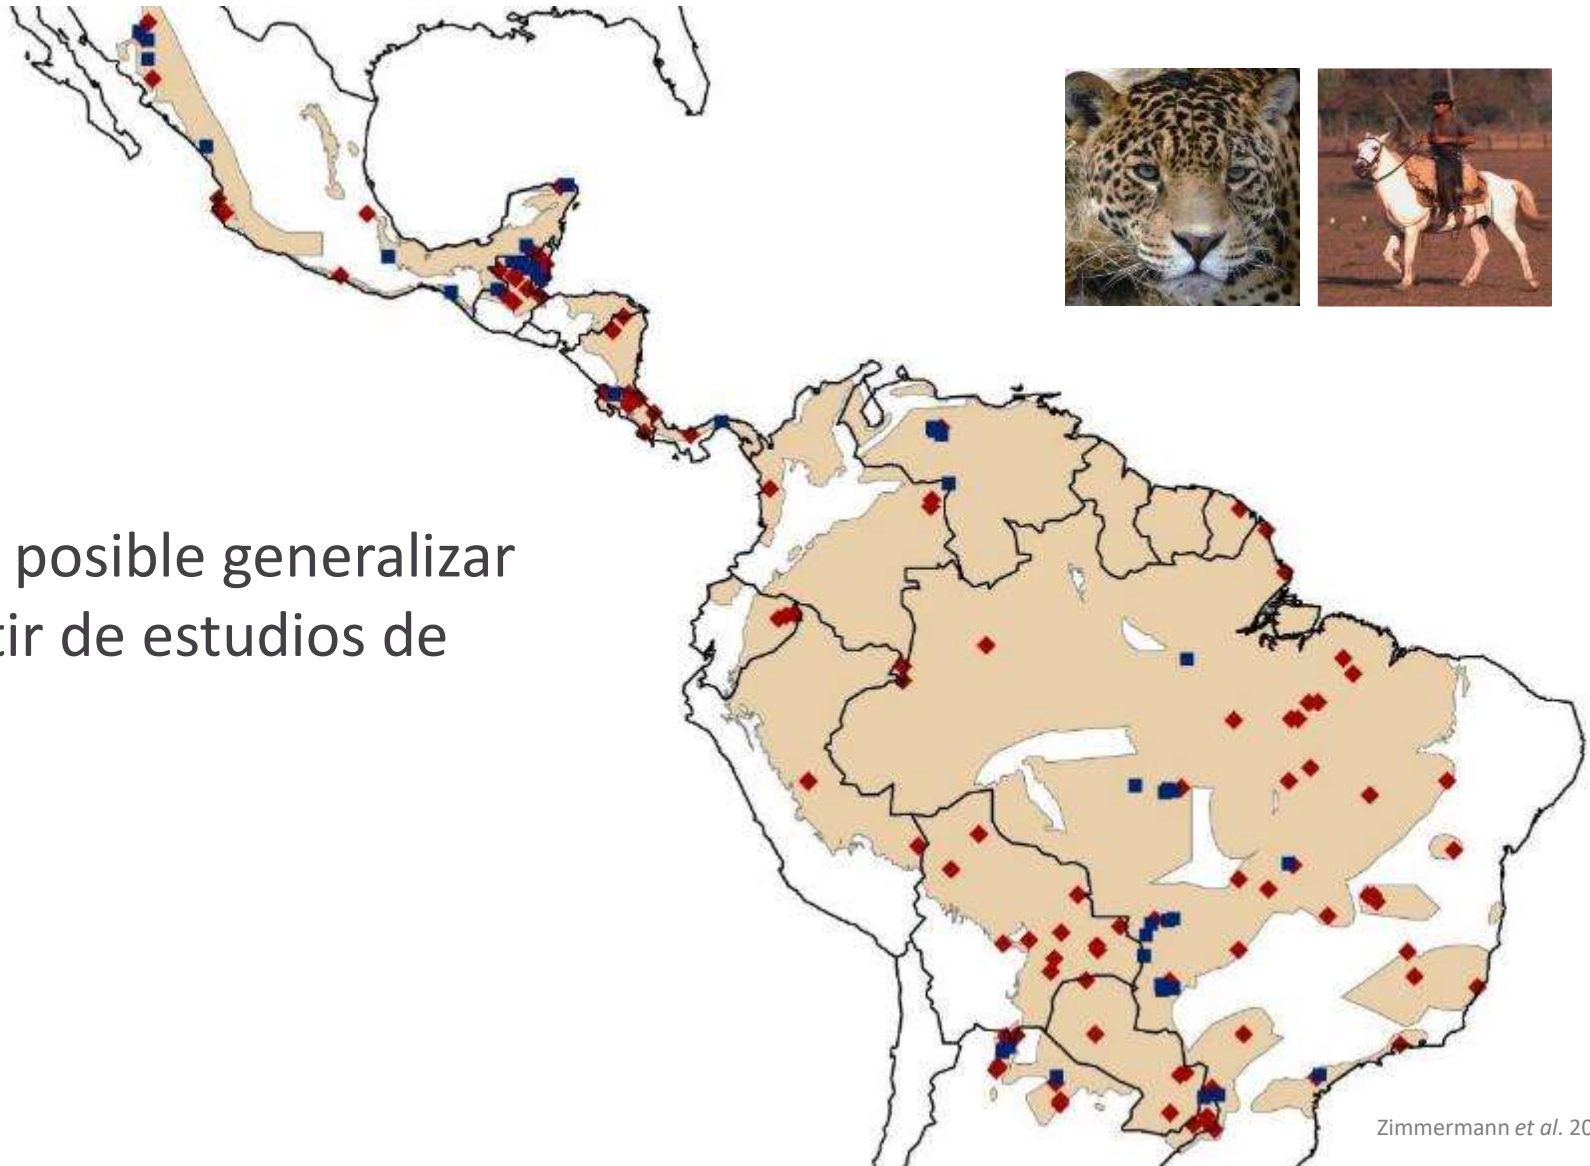 posible generalizar
tir de estudios de
Zimmermann et al. 20